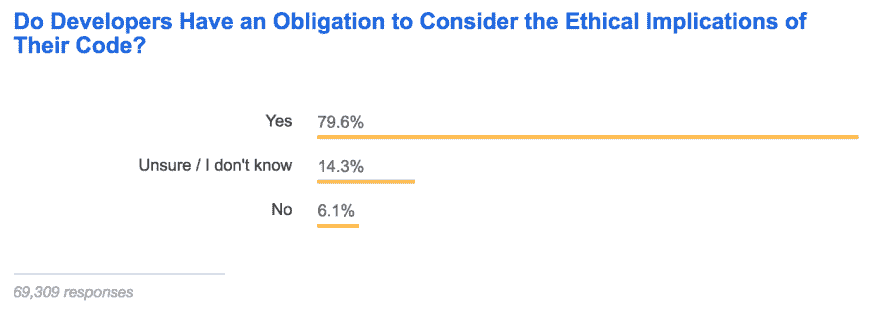 Do Developers Have an Obligation to Consider the Ethical Implications of
Their Code?
Yes 79.6%
Unsure / I don't know 14.3%
No 6.1%
69,309 responses